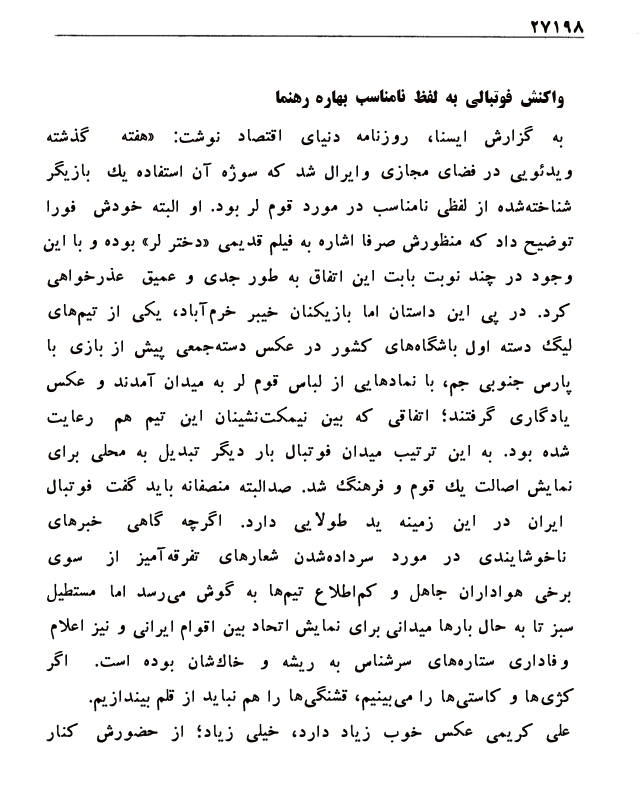 ۲۷۱۹۸
واکنش فوتبالی به لفظ نامناسب بهاره رهنما
به گزارش ایسنا، روزنامه دنیای اقتصاد نوشت: «هفته گذشته
ویدئویی در فضای مجازی وایرال شد که سوژه آن استفاده یك بازیگر
شناخته‌شده از لفظی نامناسب در مورد قوم لر بود. او البته خودش فورا
توضیح داد که منظورش صرفا اشاره به فیلم قدیمی «دختر لر» بوده و با این
وجود در چند نوبت بابت این اتفاق به طور جدی و عمیق عذرخواهی
کرد. در پی این داستان اما بازیکنان خیبر خرم‌آباد، یکی از تیم‌های
لیگ دسته اول باشگاه‌های کشور در عکس دسته‌جمعی پیش از بازی با
پارس جنوبی جم، با نمادهایی از لباس قوم لر به میدان آمدند و عکس
یادگاری گرفتند؛ اتفاقی که بین نیمکت‌نشینان این تیم هم رعایت
شده بود. به این ترتیب میدان فوتبال بار دیگر تبدیل به محلی برای
نمایش اصالت یك قوم و فرهنگ شد. صدالبته منصفانه باید گفت فوتبال
ایران در این زمینه ید طولایی دارد. اگرچه گاهی خبرهای
ناخوشایندی در مورد سرداده‌شدن شعارهای تفرقه‌آمیز از سوی
برخی هواداران جاهل و کم‌اطلاع تیم‌ها به گوش می‌رسد اما مستطیل
سبز تا به حال بارها میدانی برای نمایش اتحاد بین اقوام ایرانی و نیز اعلام
وفاداری ستاره‌های سرشناس به ریشه و خاك‌شان بوده است. اگر
کژی‌ها و کاستی‌ها را می‌بینیم، قشنگی‌ها را هم نباید از قلم بیندازیم.
علی کریمی عکس خوب زیاد دارد، خیلی زیاد؛ از حضورش کنار